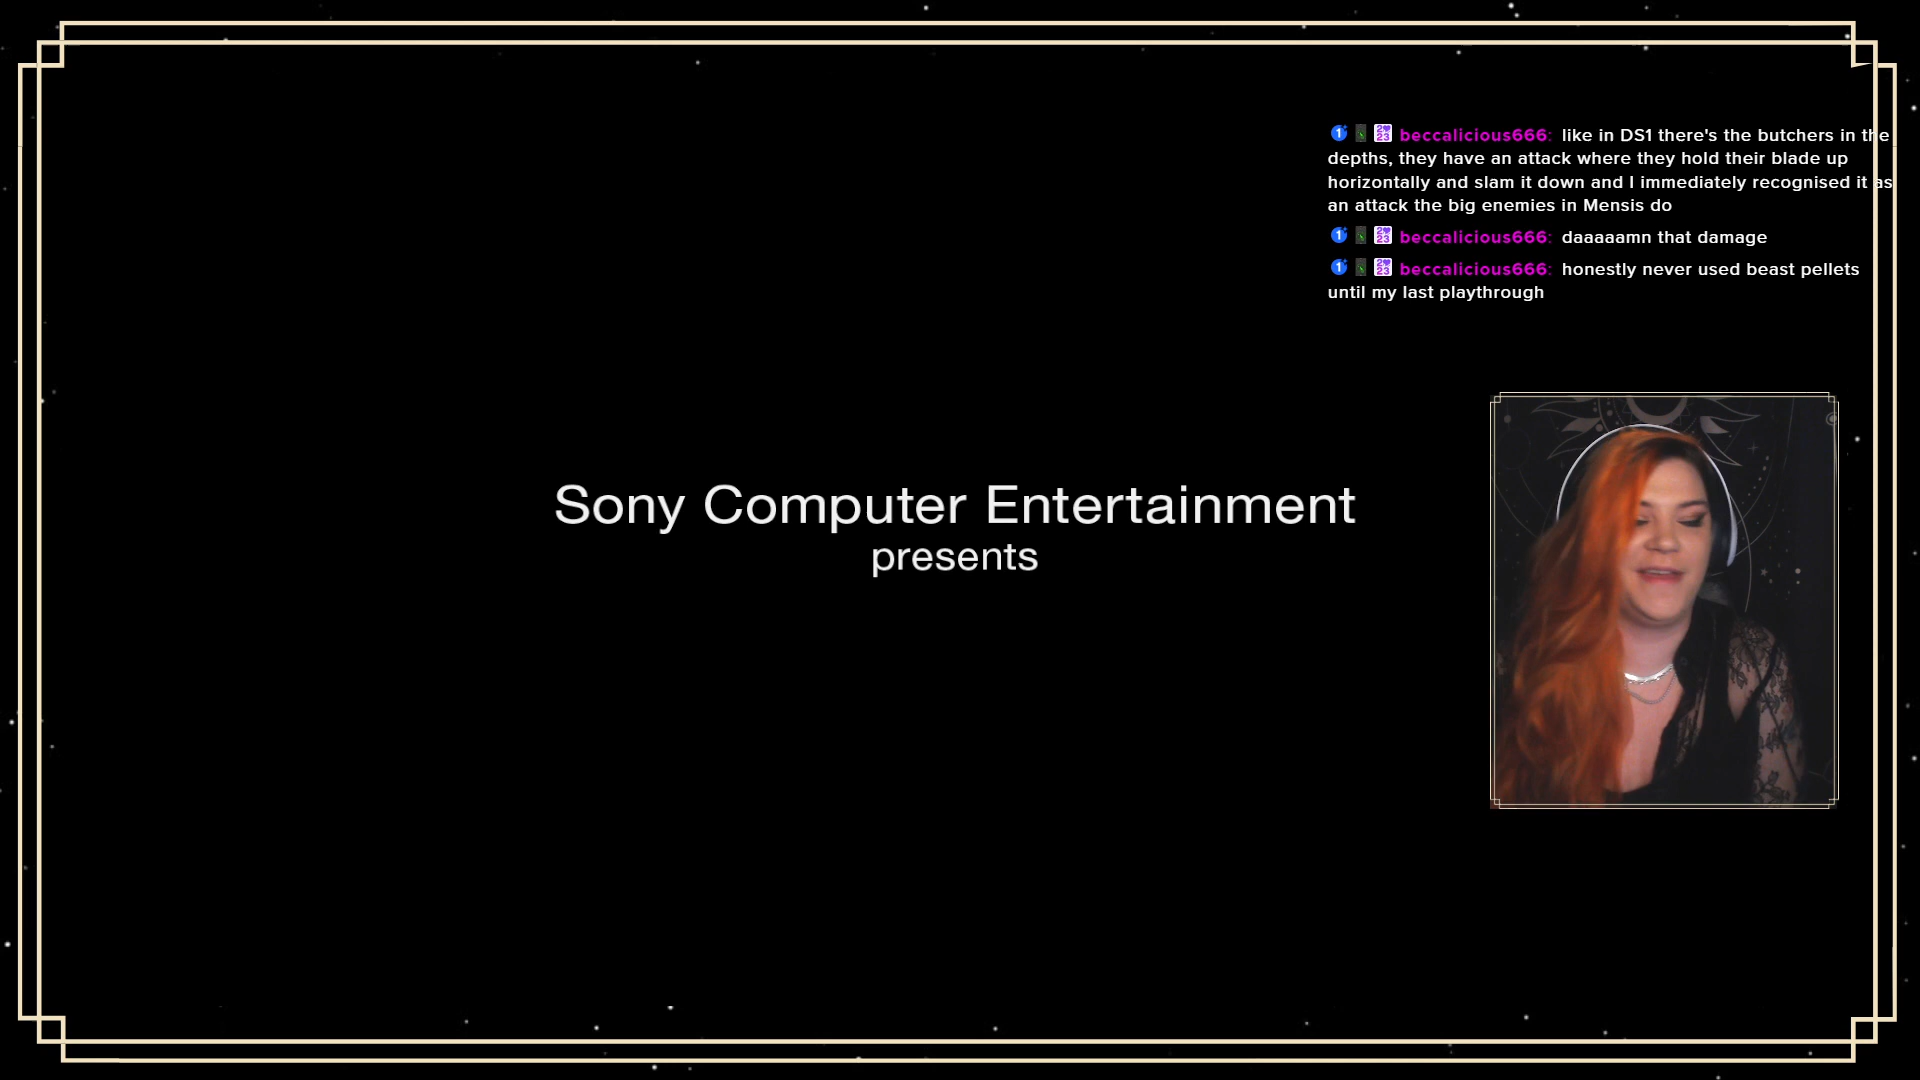 beccalicious666: like in DS1 there's the butchers in the
depths, they have an attack where they hold their blade up
horizontally and slam it down and I immediately recognised it as
an attack the big enemies in Mensis do
beccalicious666: daaaaamn that damage
beccalicious666: honestly never used beast pellets
until my last playthrough
Sony Computer Entertainment
presents